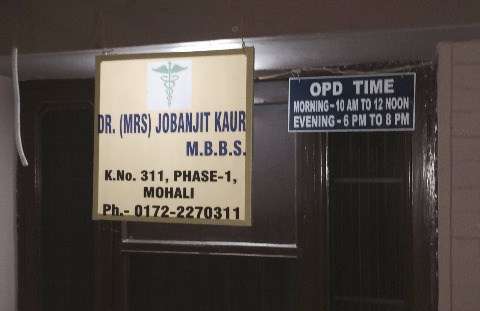 DR. (MRS) JOBANJIT KAUR
M.B.B.S.
K.No. 311, PHASE-1,
MOHALI
Ph.- 0172-2270311
OPD TIME
MORNING - 10 AM TO 12 NOON
EVENING - 6 PM TO 8 PM